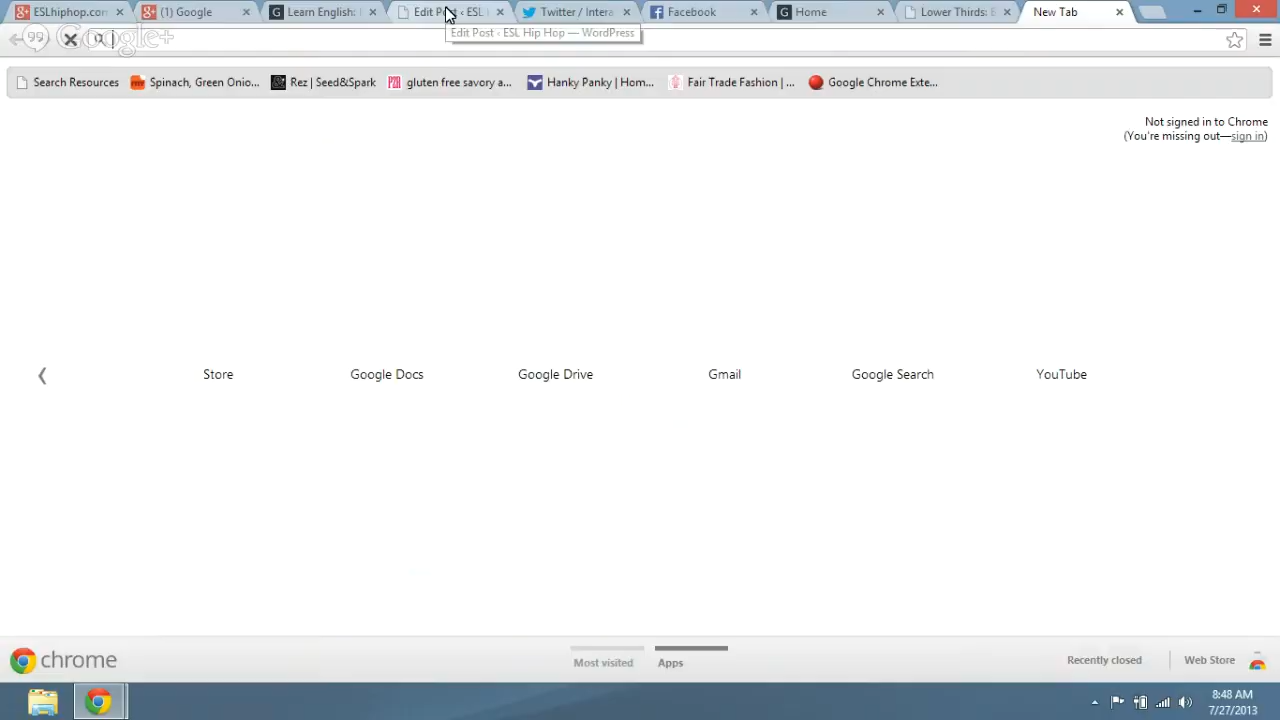 ESLhiphop.com
(1) Google
Learn English:
Edit Post ‹ ESL
Twitter / Intera
Facebook
Home
Lower Thirds: E
New Tab
Edit Post ‹ ESL Hip Hop — WordPress
99 Google+
Search Resources
Spinach, Green Onio...
Rez | Seed&Spark
gluten free savory a...
Hanky Panky | Hom...
Fair Trade Fashion | ...
Google Chrome Exte...
Not signed in to Chrome
(You're missing out—sign in)
Store
Google Docs
Google Drive
Gmail
Google Search
YouTube
chrome
Most visited
Apps
Recently closed
Web Store
8:48 AM
7/27/2013